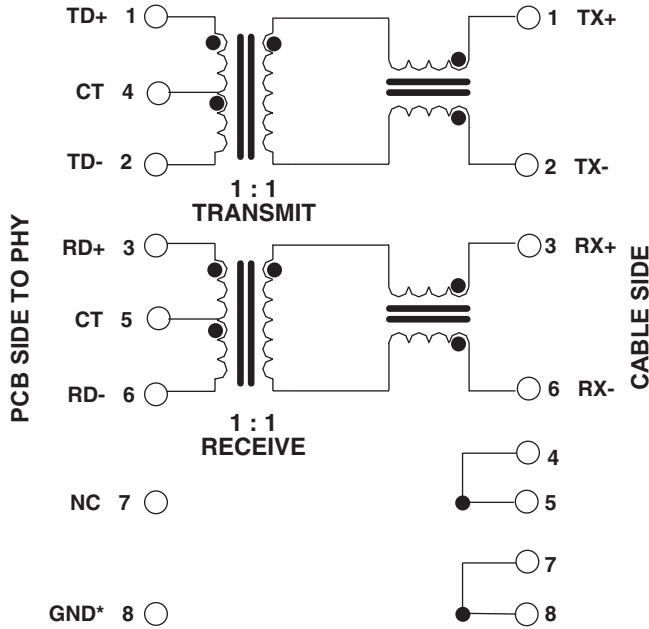 TD+ 1
1 TX+
CT 4
TD- 2
2 TX-
1 : 1
TRANSMIT
RD+ 3
3 RX+
CT 5
RD- 6
6 RX-
1 : 1
RECEIVE
PCB SIDE TO PHY
CABLE SIDE
4
NC 7
5
7
GND* 8
8